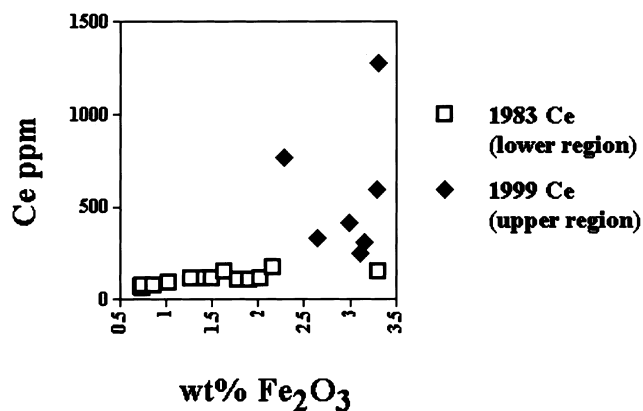 1500
1000
500
0
Ce ppm
0.5
1
1.5
2
2.5
3
3.5
wt% Fe₂O₃
1983 Ce
(lower region)
1999 Ce
(upper region)